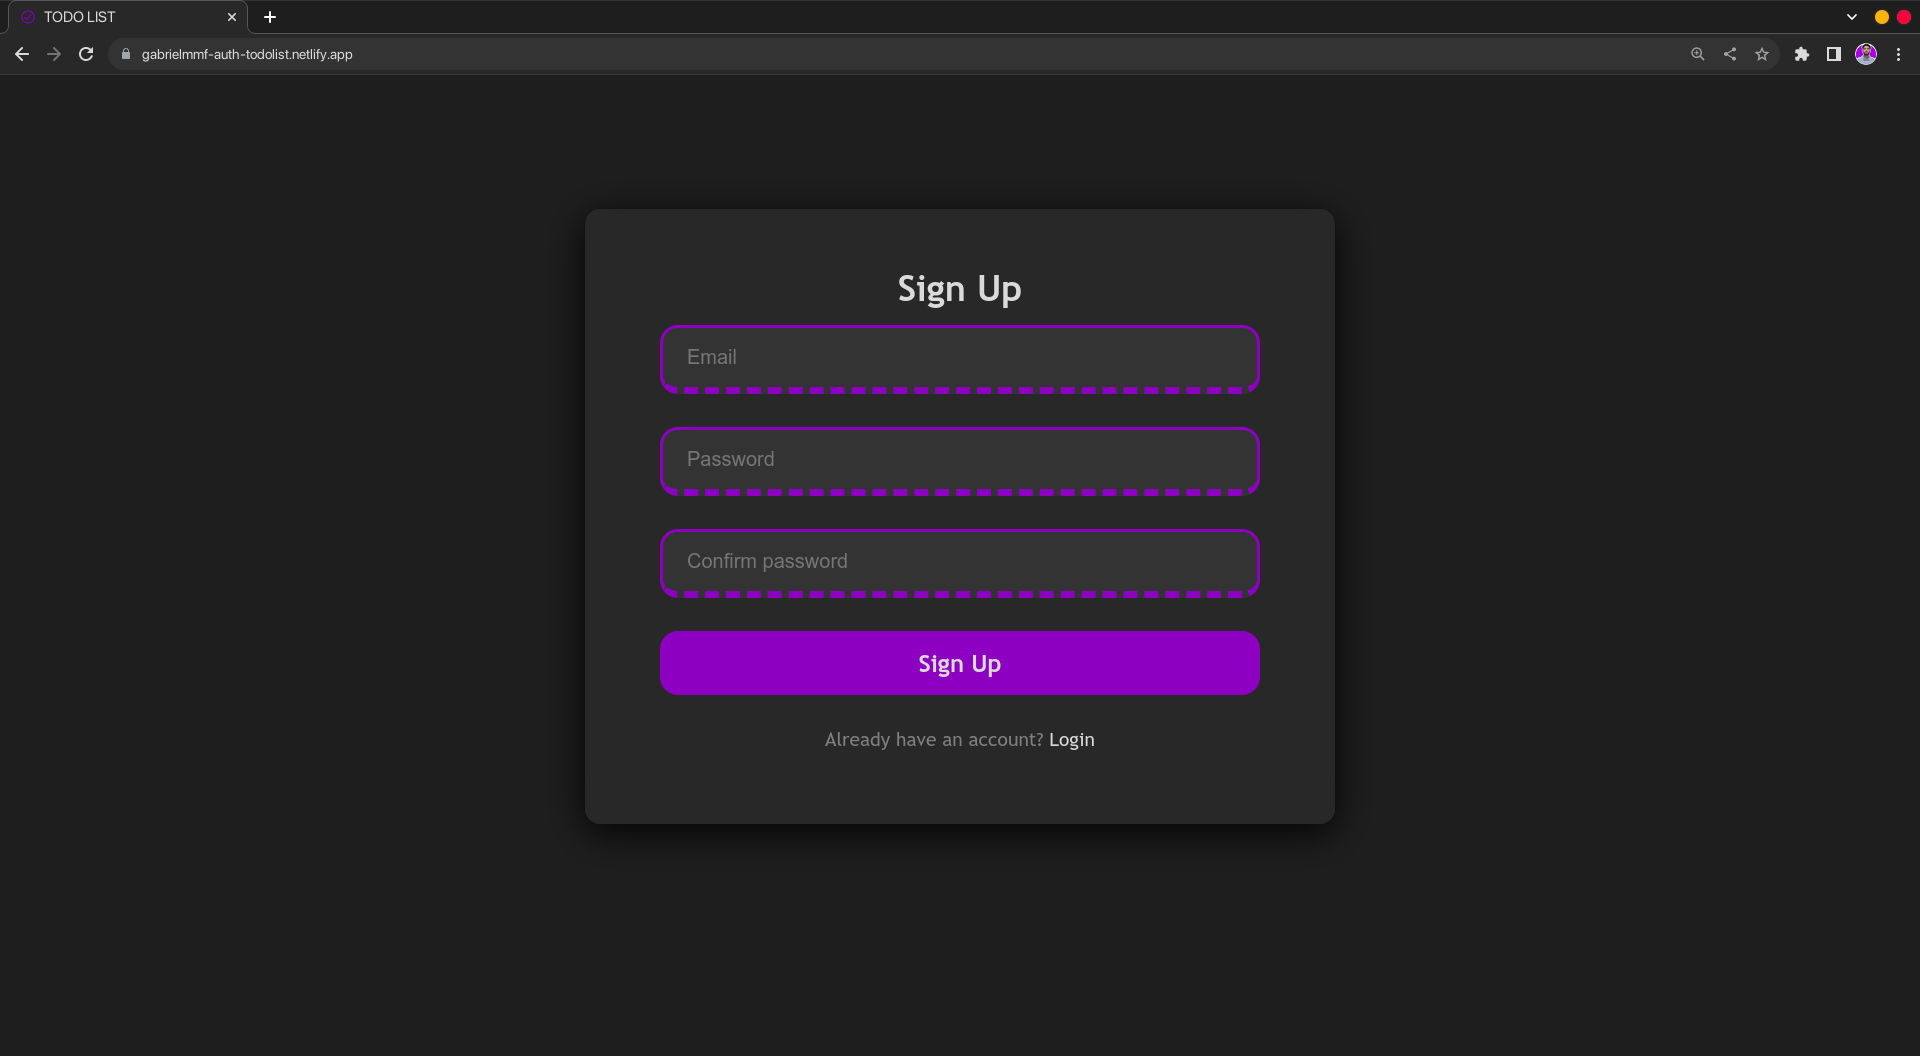 TODO LIST
gabrielmmf-auth-todolist.netlify.app
Sign Up
Email
Password
Confirm password
Sign Up
Already have an account? Login